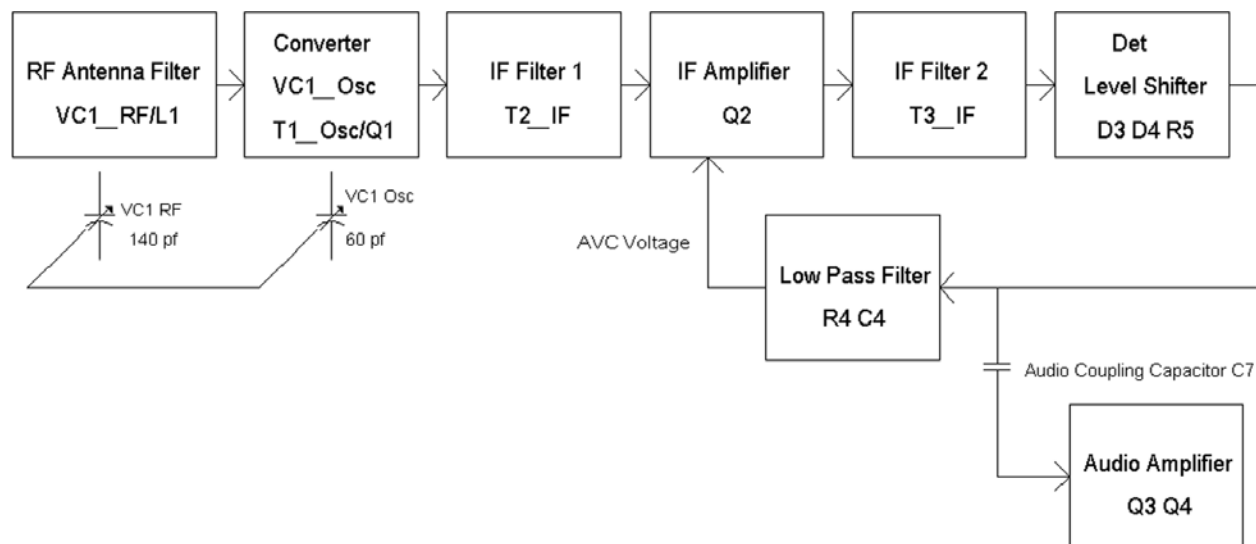 RF Antenna Filter
VC1__RF/L1
Converter
VC1__Osc
T1__Osc/Q1
IF Filter 1
T2__IF
IF Amplifier
Q2
IF Filter 2
T3__IF
Det
Level Shifter
D3 D4 R5
VC1 RF
140 pf
VC1 Osc
60 pf
AVC Voltage
Low Pass Filter
R4 C4
Audio Coupling Capacitor C7
Audio Amplifier
Q3 Q4